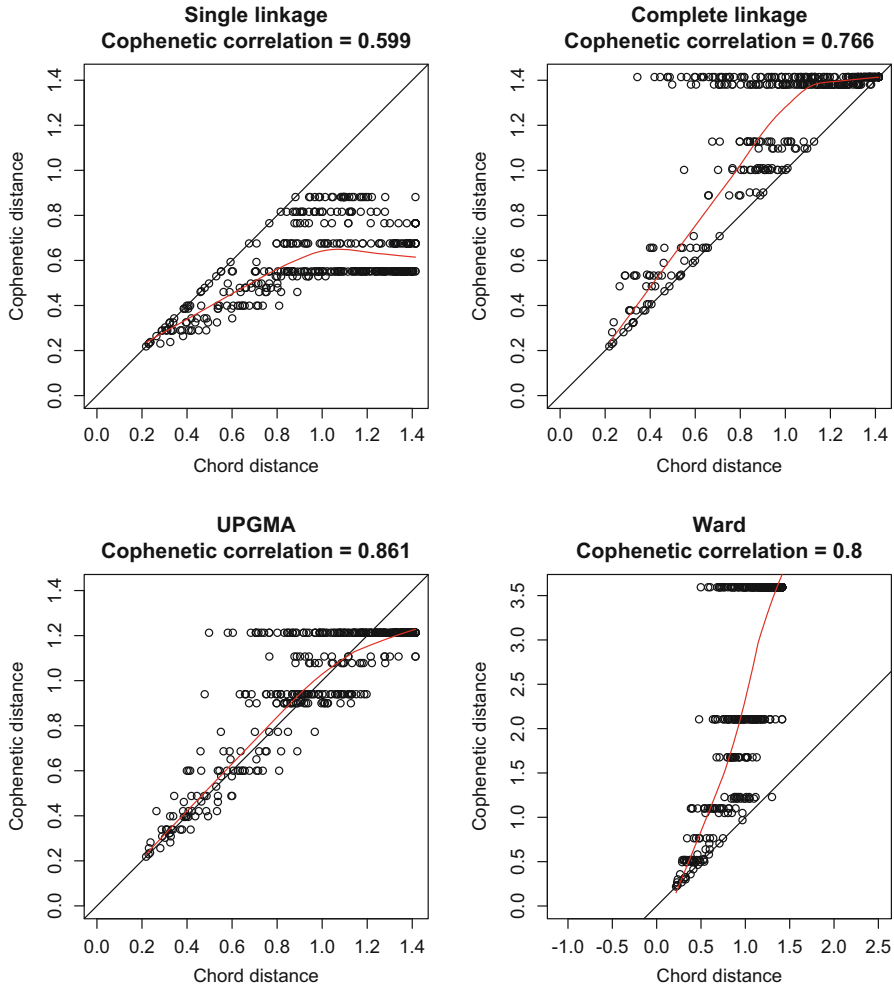 Single linkage
Cophenetic correlation = 0.599
Cophenetic distance
1.4
1.2
1.0
0.8
0.6
0.4
0.2
0.0
0.0 0.2 0.4 0.6 0.8 1.0 1.2 1.4
Chord distance
Complete linkage
Cophenetic correlation = 0.766
Cophenetic distance
1.4
1.2
1.0
0.8
0.6
0.4
0.2
0.0
0.0 0.2 0.4 0.6 0.8 1.0 1.2 1.4
Chord distance
UPGMA
Cophenetic correlation = 0.861
Cophenetic distance
1.4
1.2
1.0
0.8
0.6
0.4
0.2
0.0
0.0 0.2 0.4 0.6 0.8 1.0 1.2 1.4
Chord distance
Ward
Cophenetic correlation = 0.8
Cophenetic distance
3.5
3.0
2.5
2.0
1.5
1.0
0.5
0.0
-1.0 -0.5 0.0 0.5 1.0 1.5 2.0 2.5
Chord distance